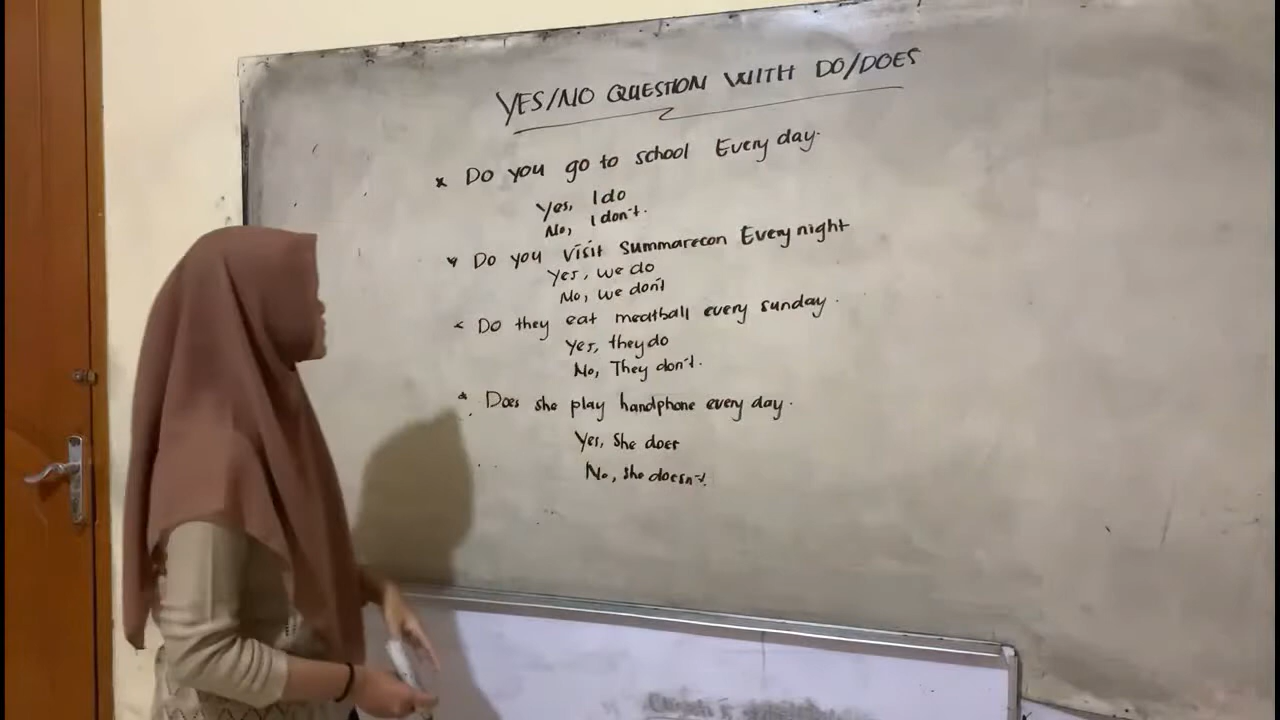 YES/NO QUESTION WITH DO/DOES
* Do you go to school Every day.
Yes, I do
No, I don't.
* Do you visit Summarecon Every night
Yes, we do
No, we don't
* Do they eat meatball every sunday.
Yes, they do
No, They don't.
* Does she play handphone every day.
Yes, She does
No, she doesn't.